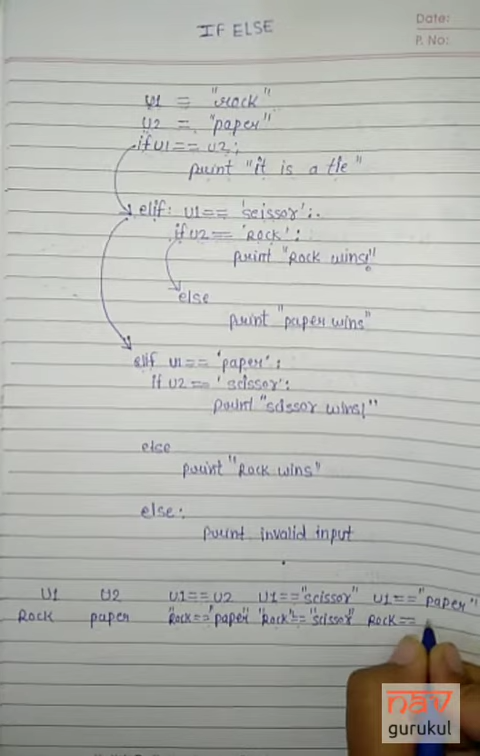 IF ELSE
Date:
P. No:
U1 = "rock"
U2 = "paper"
if U1 == U2;
print "it is a tie"
elif: U1 == 'scissor':
if U2 == 'Rock':
print "Rock wins!"
else
print "paper wins"
elif U1 == 'paper':
if U2 == 'scissor':
print "scissor wins!"
else
print "Rock wins"
else:
print invalid input
U1 U2 U1==U2 U1=="scissor" U1=="paper"
Rock paper "Rock=="paper" "Rock"=="scissor" Rock==
nav
gurukul